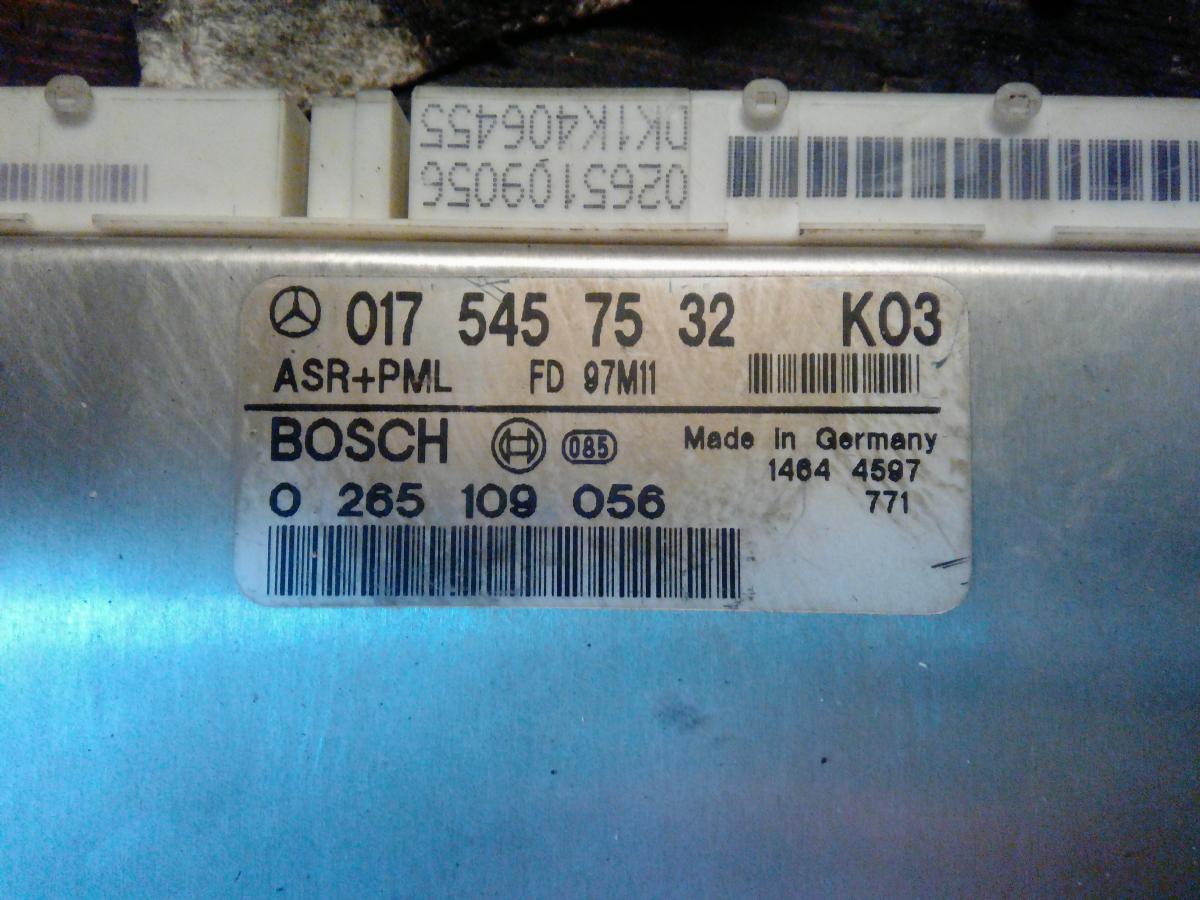 DK1K406455
0265109056
017 545 75 32 K03
ASR+PML FD 97M11
BOSCH 085 Made in Germany
0 265 109 056 1464 4597
771